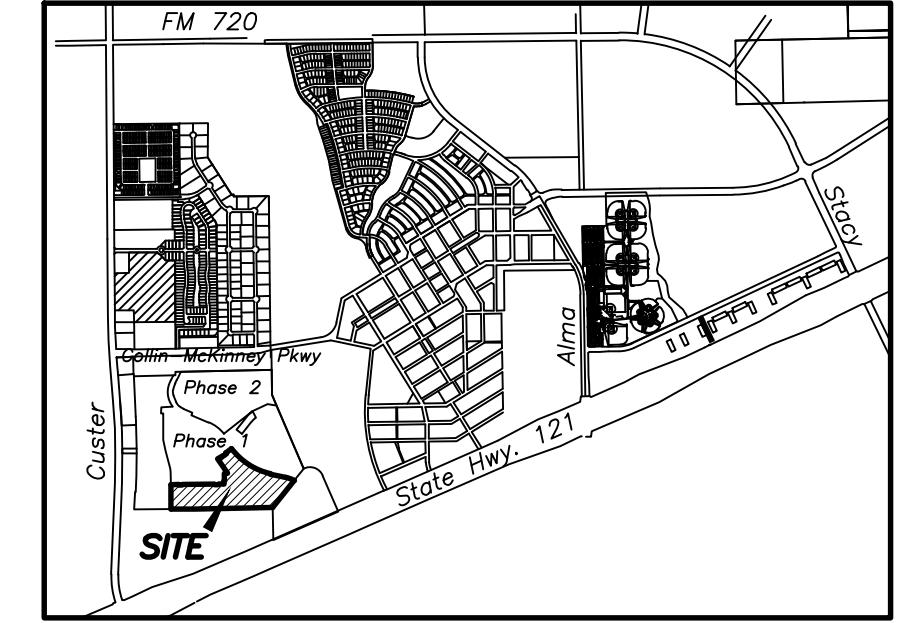 FM 720
Stacy
Alma
Collin McKinney Pkwy
Phase 2
Custer
Phase 1
State Hwy. 121
SITE